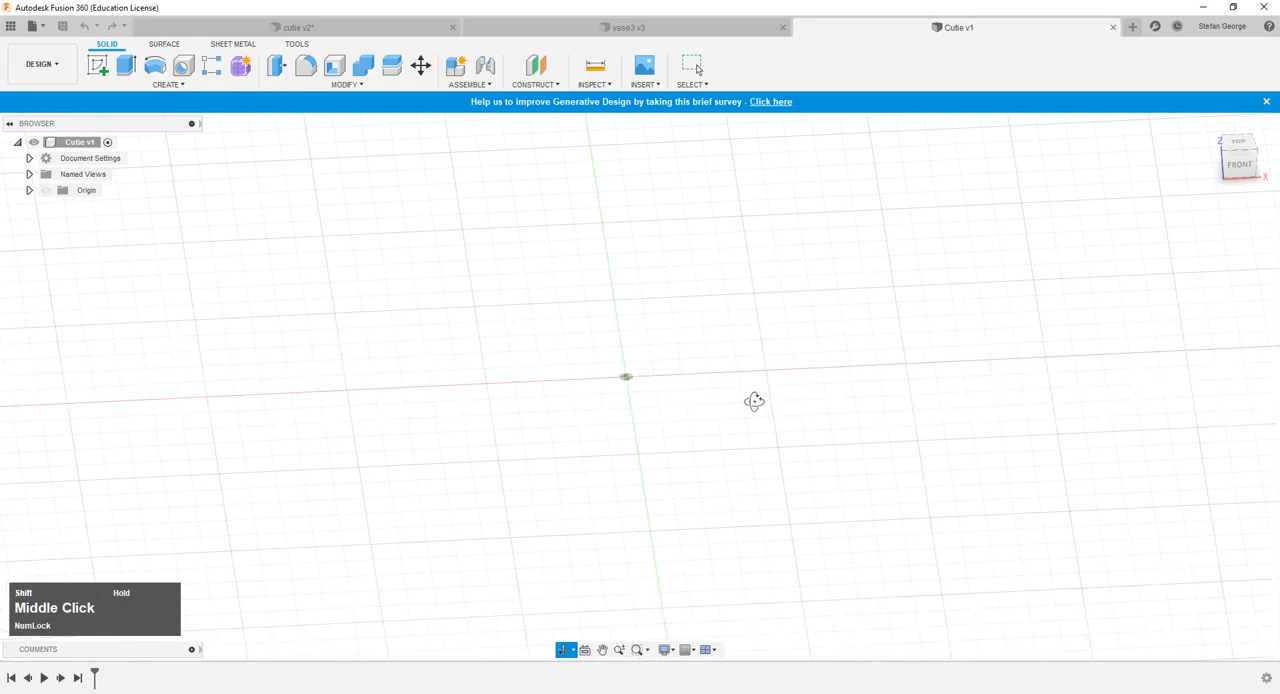 Autodesk Fusion 360 (Education License)
cutie v2*
vase3 v3
Cutie v1
Stefan George
SOLID
SURFACE
SHEET METAL
TOOLS
DESIGN
CREATE
MODIFY
ASSEMBLE
CONSTRUCT
INSPECT
INSERT
SELECT
Help us to improve Generative Design by taking this brief survey - Click here
BROWSER
Cutie v1
Document Settings
Named Views
Origin
Z
TOP
FRONT
X
Shift Hold
Middle Click
NumLock
COMMENTS